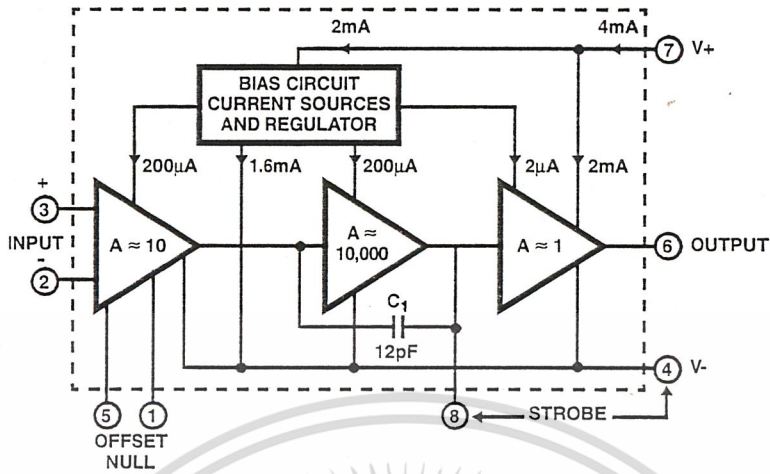 2mA
4mA
7 V+
BIAS CIRCUIT
CURRENT SOURCES
AND REGULATOR
200µA
1.6mA
200µA
2µA
2mA
+
3
INPUT
-
2
A ≈ 10
A ≈
10,000
A ≈ 1
6 OUTPUT
C1
12pF
4 V-
5
1
8
STROBE
OFFSET
NULL